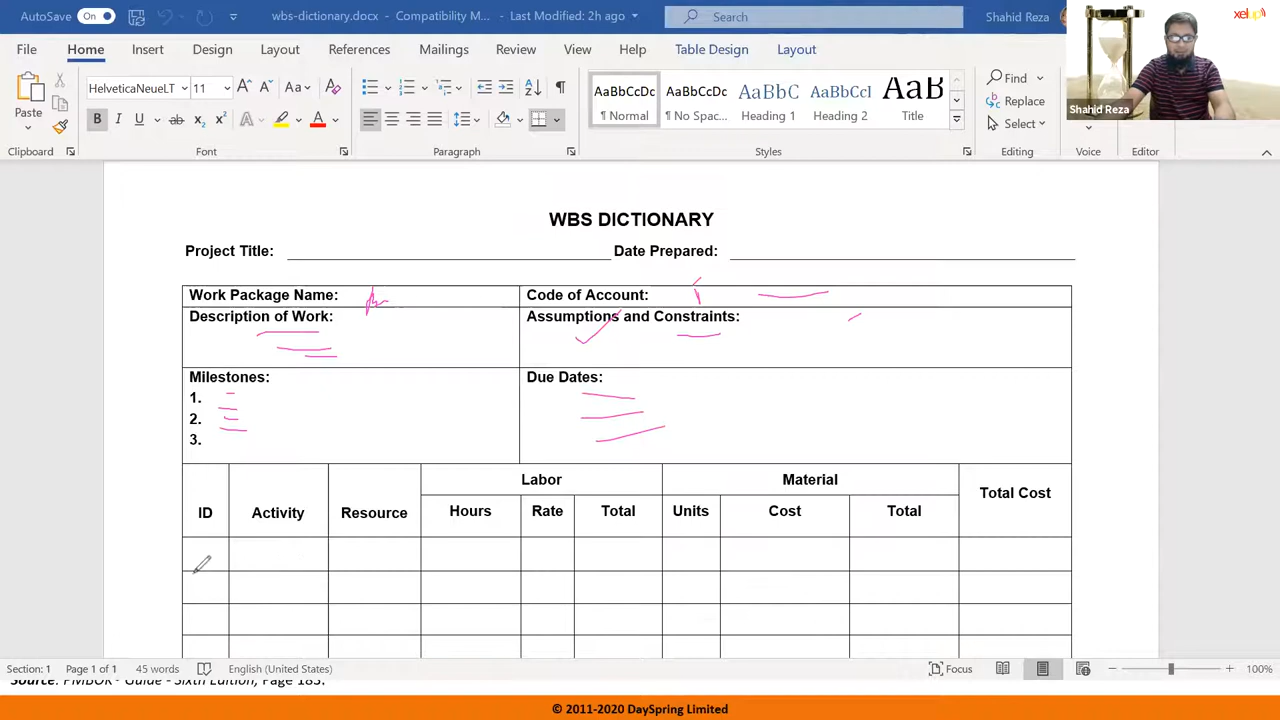 AutoSave On wbs-dictionary.docx - Compatibility M... - Last Modified: 2h ago Search Shahid Reza xelup
File Home Insert Design Layout References Mailings Review View Help Table Design Layout
Paste HelveticaNeueLT 11 A A Aa A AaBbCcDc AaBbCcDc AaBbC AaBbCcI AaB Find
B I U ab x2 x2 A A ¶ Normal ¶ No Spac... Heading 1 Heading 2 Title Replace
Select
Clipboard Font Paragraph Styles Editing Voice Editor
Shahid Reza
WBS DICTIONARY
Project Title: Date Prepared:
Work Package Name: Code of Account:
Description of Work: Assumptions and Constraints:
Milestones: Due Dates:
1.
2.
3.
ID Activity Resource Labor Material Total Cost
Hours Rate Total Units Cost Total
Section: 1 Page 1 of 1 45 words English (United States) Focus 100%
Source: PMBOK - Guide - Sixth Edition, Page 185.
© 2011-2020 DaySpring Limited